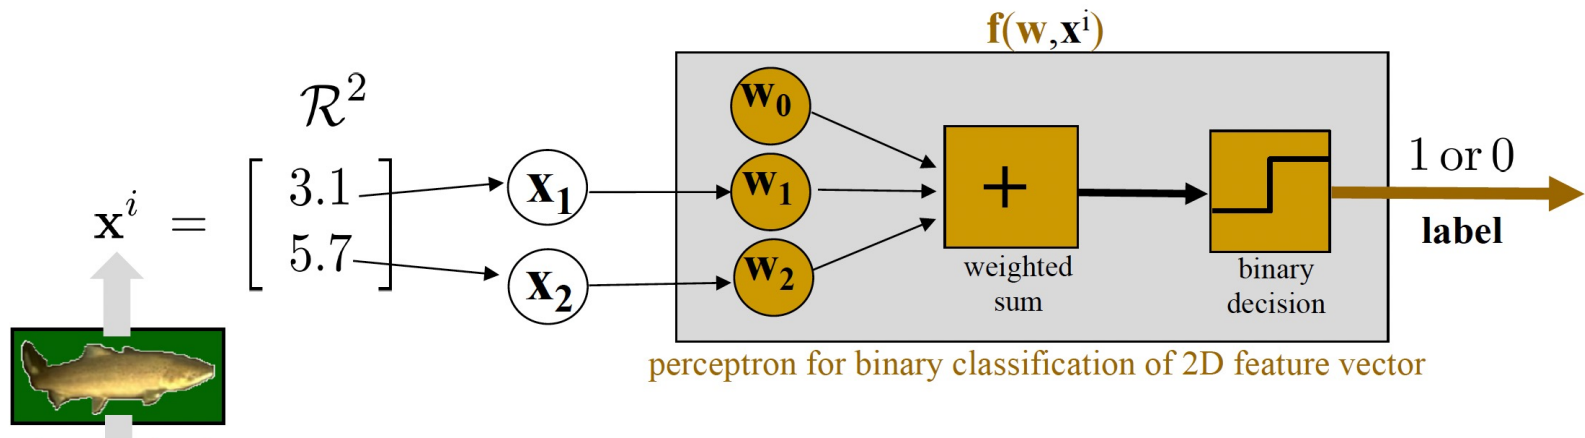 f(w,xⁱ)
R²
w₀
1 or 0
3.1
x₁
w₁
+
xⁱ =
label
5.7
x₂
w₂
weighted
sum
binary
decision
perceptron for binary classification of 2D feature vector